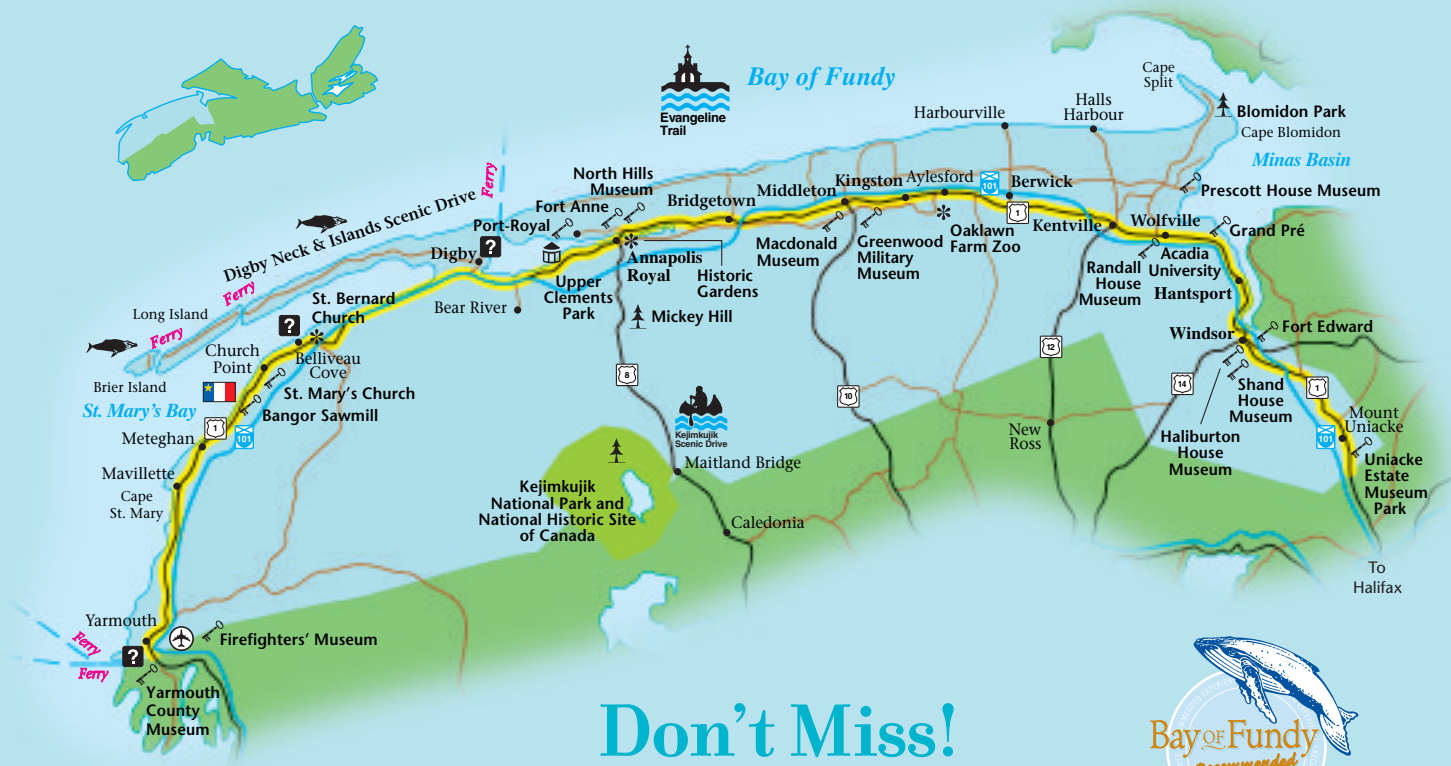 Bay of Fundy
Evangeline
Trail
Cape
Split
Blomidon Park
Cape Blomidon
Minas Basin
Harbourville
Halls
Harbour
Prescott House Museum
Ferry
Digby Neck & Islands Scenic Drive
North Hills
Museum
Fort Anne
Port-Royal
?
Digby
Bridgetown
Middleton
Kingston
Aylesford
101
Berwick
1
Kentville
Wolfville
Grand Pré
Macdonald
Museum
Greenwood
Military
Museum
Oaklawn
Farm Zoo
Randall
House
Museum
Acadia
University
Hantsport
Annapolis
Royal
Historic
Gardens
Upper
Clements
Park
Bear River
Mickey Hill
Ferry
Long Island
Ferry
St. Bernard
Church
?
Church
Point
Belliveau
Cove
Brier Island
St. Mary's Bay
St. Mary's Church
Bangor Sawmill
1
101
Meteghan
Mavillette
Cape
St. Mary
8
Kejimkujik
Scenic Drive
10
12
14
Windsor
Fort Edward
Shand
House
Museum
1
Haliburton
House
Museum
Mount
Uniacke
101
Uniacke
Estate
Museum
Park
New
Ross
Maitland Bridge
Kejimkujik
National Park and
National Historic Site
of Canada
Caledonia
To
Halifax
Yarmouth
Firefighters' Museum
Ferry
Ferry
?
Yarmouth
County
Museum
Don't Miss!
Bay OF Fundy
Recommended